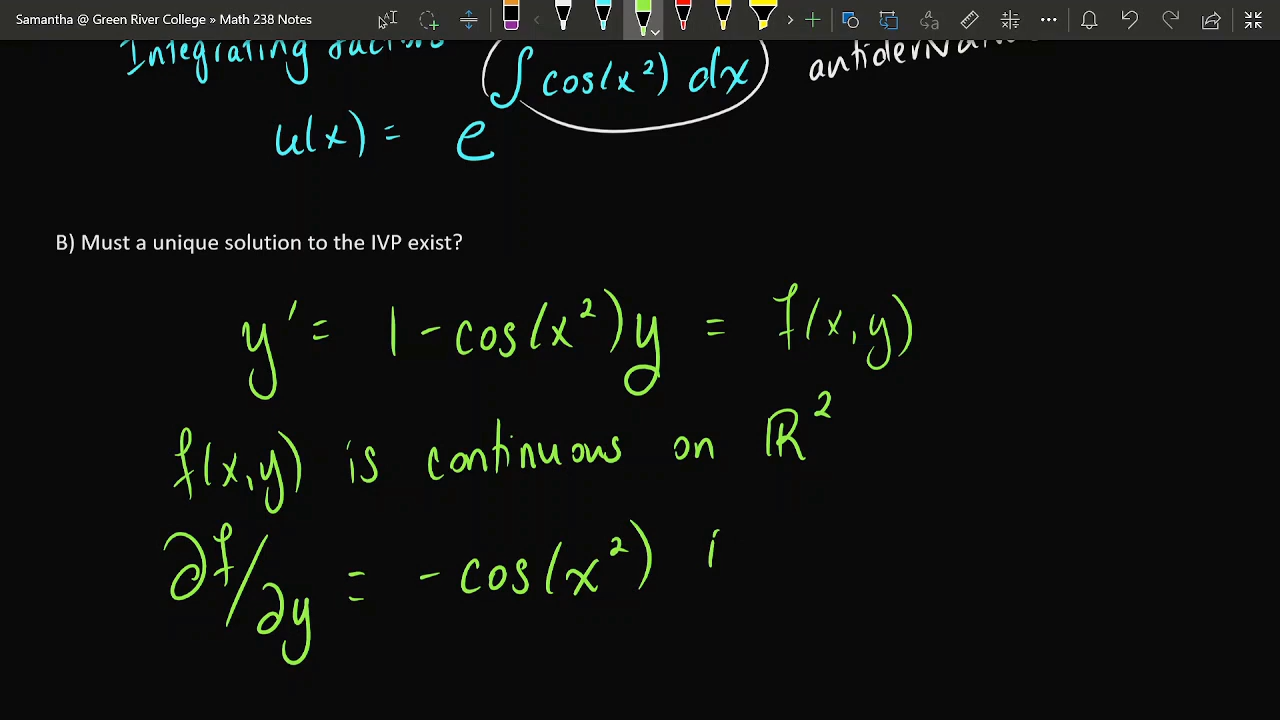 Samantha @ Green River College » Math 238 Notes
Integrating factors
∫ cos(x²) dx
u(x) = e
B) Must a unique solution to the IVP exist?
y' = 1 - cos(x²)y = f(x,y)
f(x,y) is continuous on ℝ²
∂f/∂y = - cos(x²) i